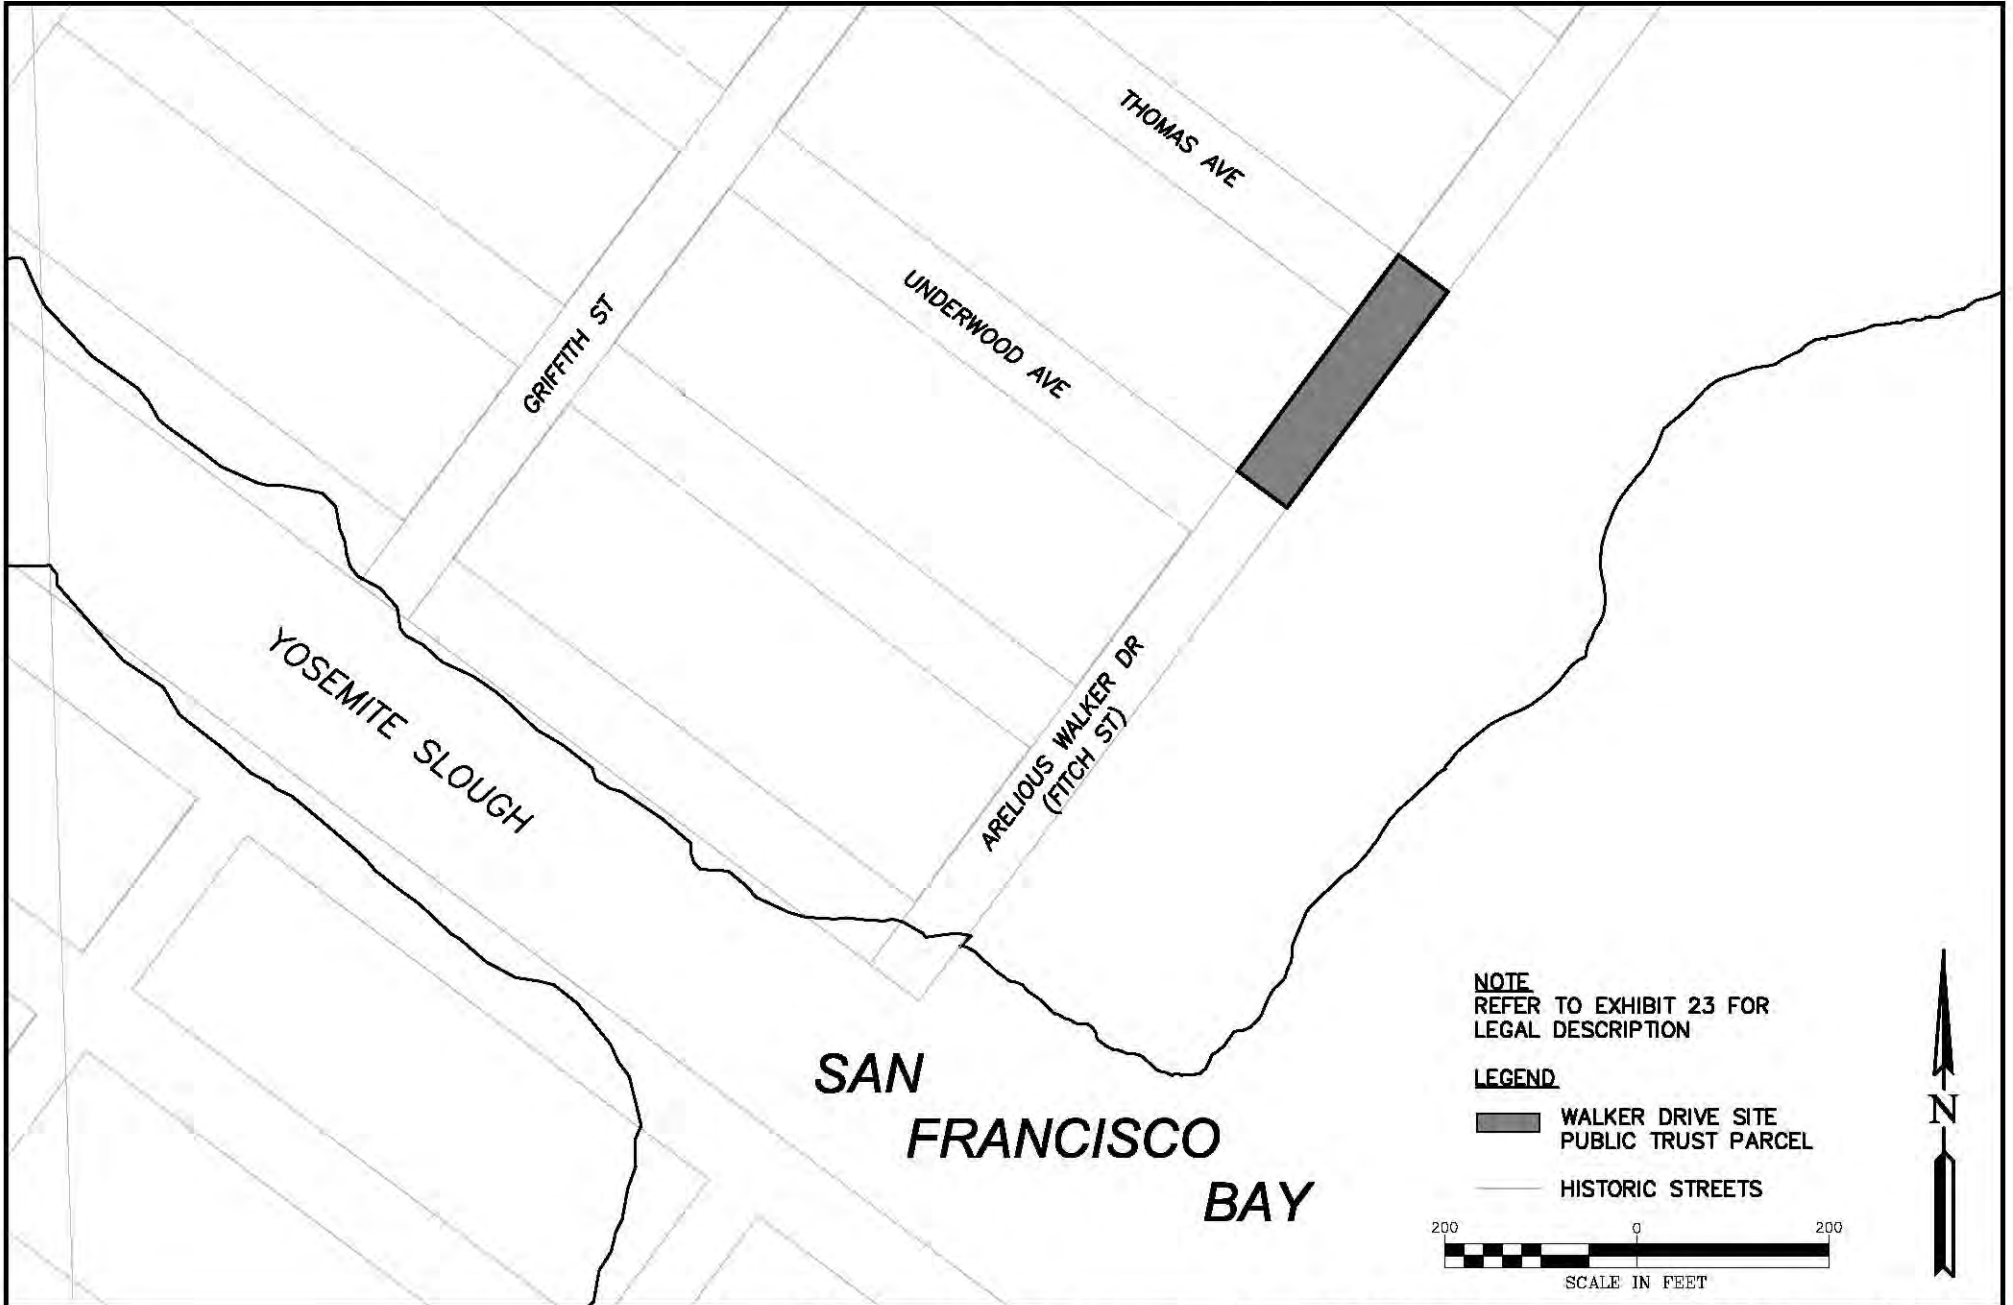 THOMAS AVE
UNDERWOOD AVE
GRIFFITH ST
ARELIOUS WALKER DR
(FITCH ST)
YOSEMITE SLOUGH
SAN
FRANCISCO
BAY
NOTE
REFER TO EXHIBIT 23 FOR
LEGAL DESCRIPTION
LEGEND
WALKER DRIVE SITE
PUBLIC TRUST PARCEL
HISTORIC STREETS
200 0 200
SCALE IN FEET
N